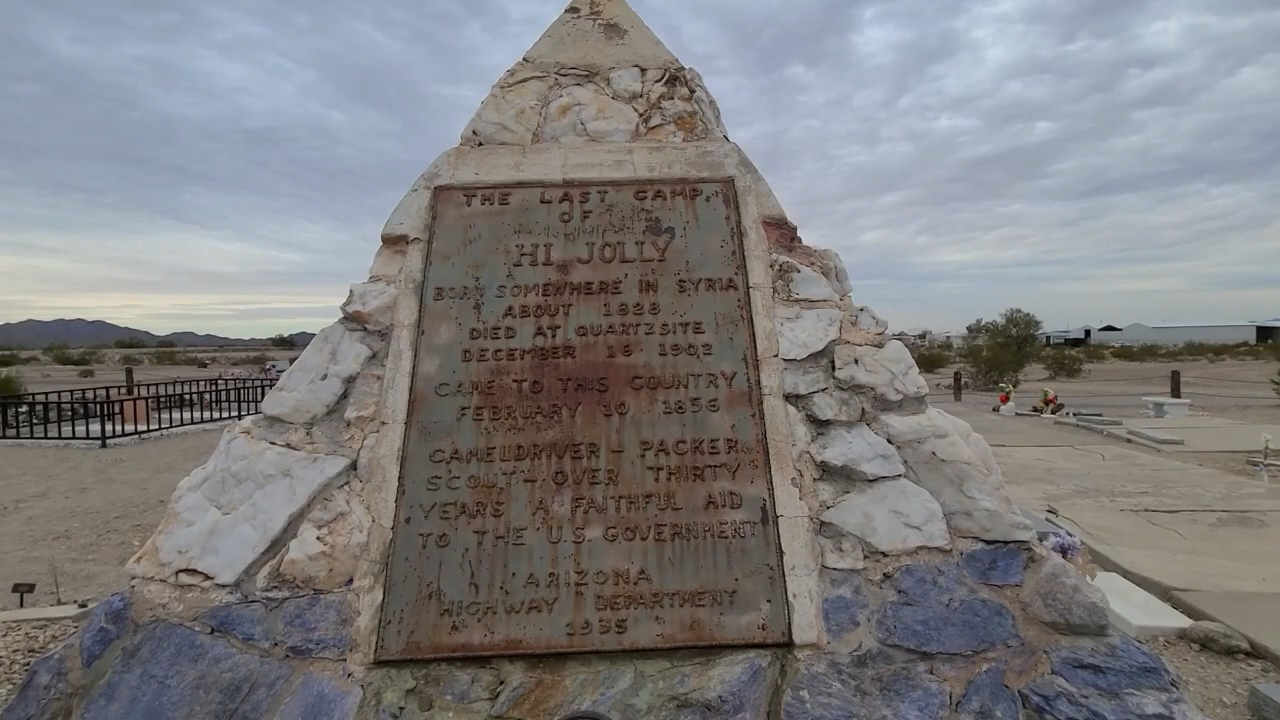 THE LAST CAMP
OF
HI JOLLY
BORN SOMEWHERE IN SYRIA
ABOUT 1828
DIED AT QUARTZSITE
DECEMBER 16 1902
CAME TO THIS COUNTRY
FEBRUARY 10 1856
CAMELDRIVER – PACKER
SCOUT – OVER THIRTY
YEARS A FAITHFUL AID
TO THE U.S. GOVERNMENT
ARIZONA
HIGHWAY DEPARTMENT
1935